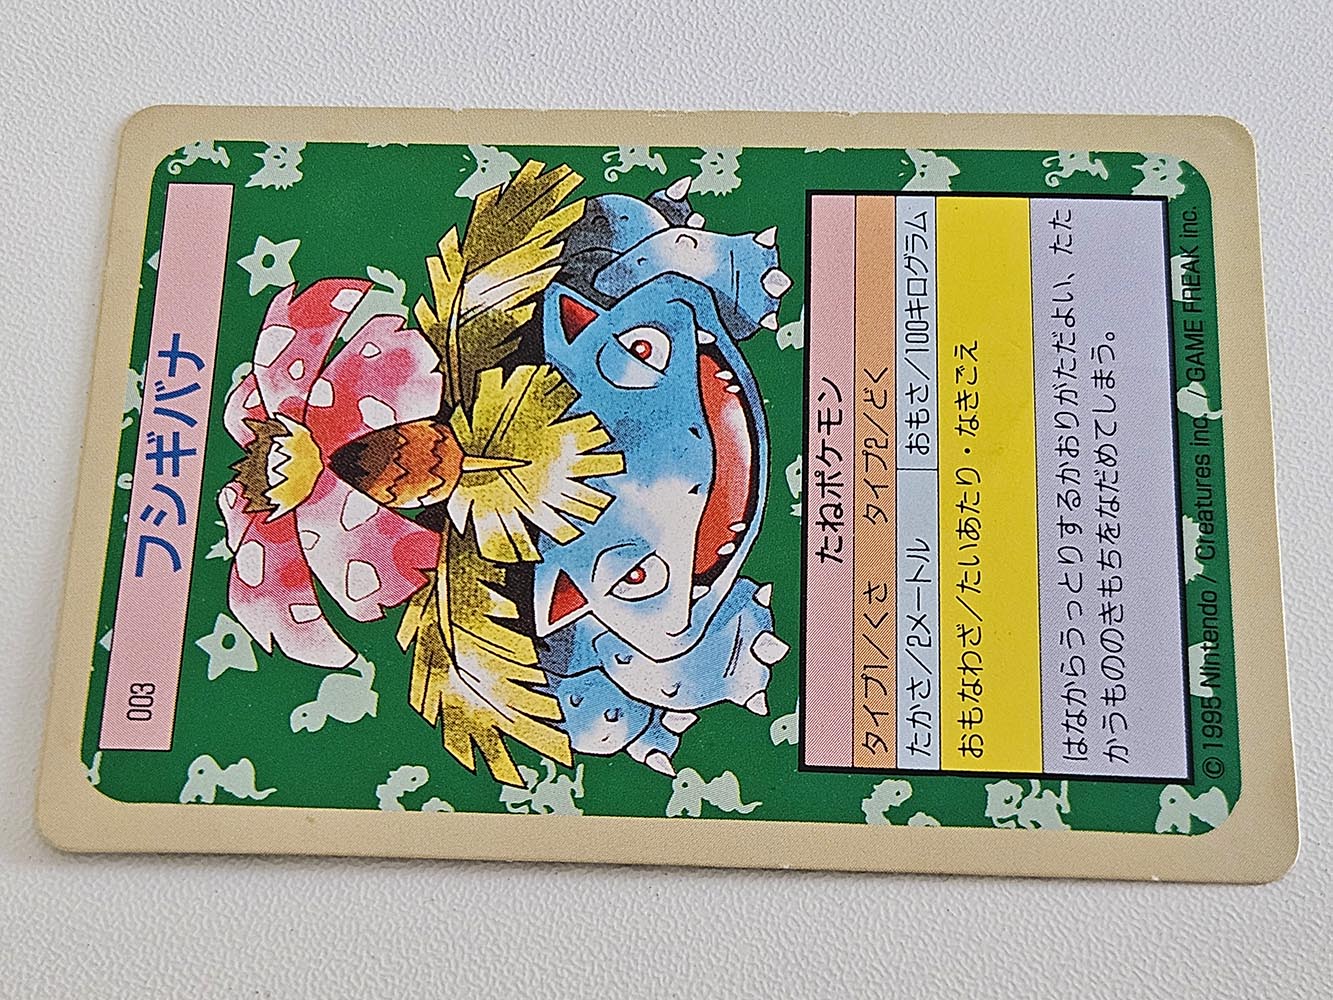 003 フシギバナ
たねポケモン
タイプ1/くさ タイプ2/どく
たかさ/2メートル おもさ/100キログラム
おもなわざ/たいあたり・なきごえ
はなからうっとりするかおりがただよい、たた
かうもののきもちをなだめてしまう。
©1995 Nintendo / Creatures inc. / GAME FREAK inc.